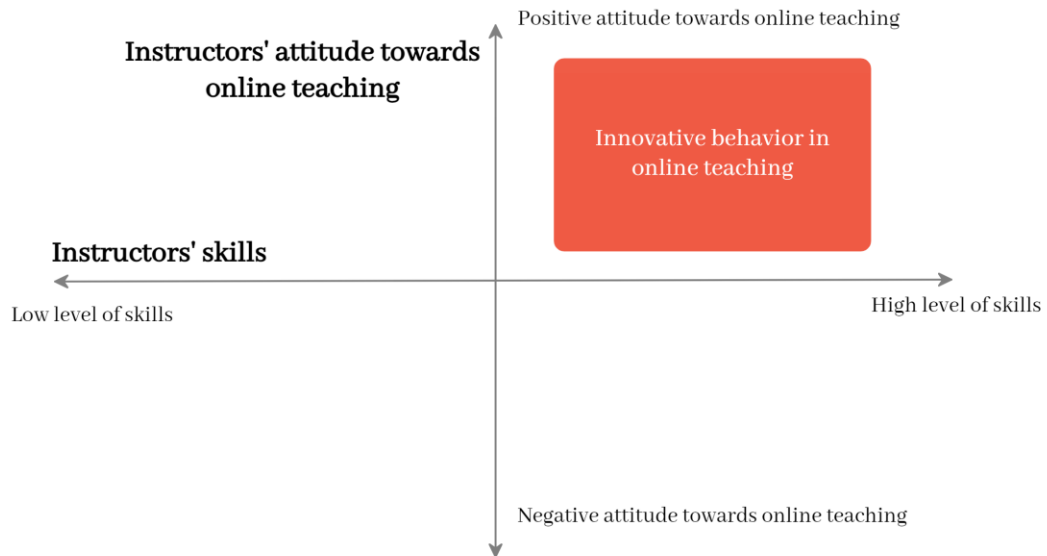 Positive attitude towards online teaching
Instructors' attitude towards
online teaching
Innovative behavior in
online teaching
Instructors' skills
Low level of skills
High level of skills
Negative attitude towards online teaching